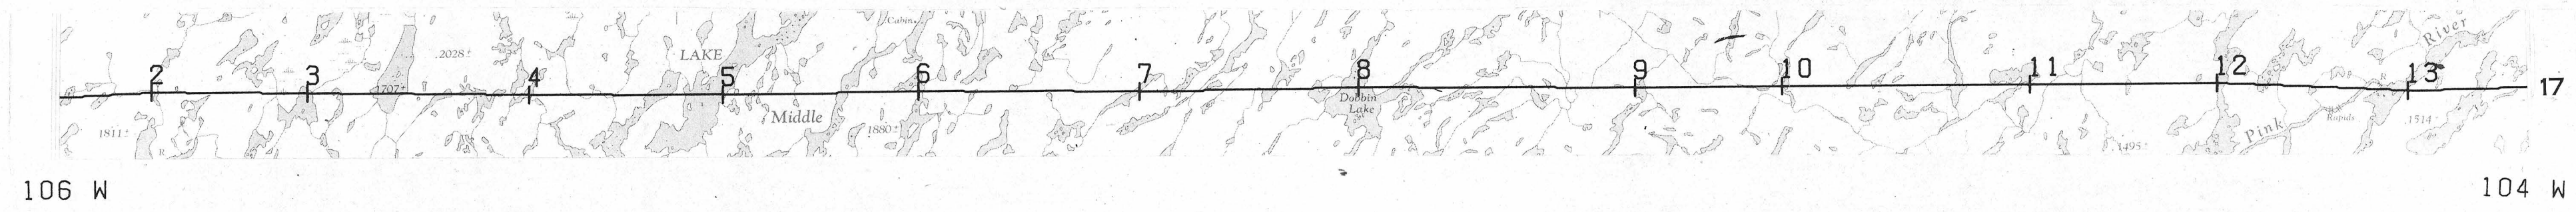 Cabin
River
2028
LAKE
2 3 4 5 6 7 8 9 10 11 12 13
1707
17
Dobbin
Lake
Middle
Rapids
1514
1811
1880
Pink
R
R
R
1495
106 W
104 W